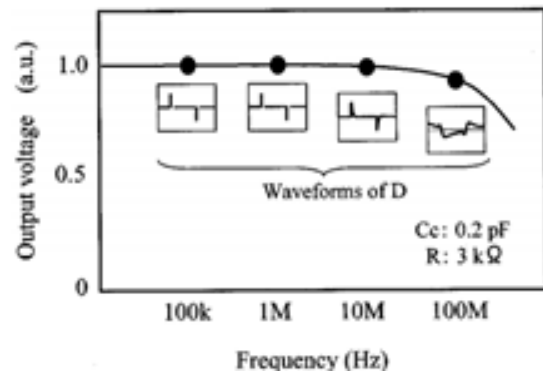 Output voltage (a.u.)
1.0
0.5
0
Waveforms of D
Cc: 0.2 pF
R: 3 kΩ
100k 1M 10M 100M
Frequency (Hz)